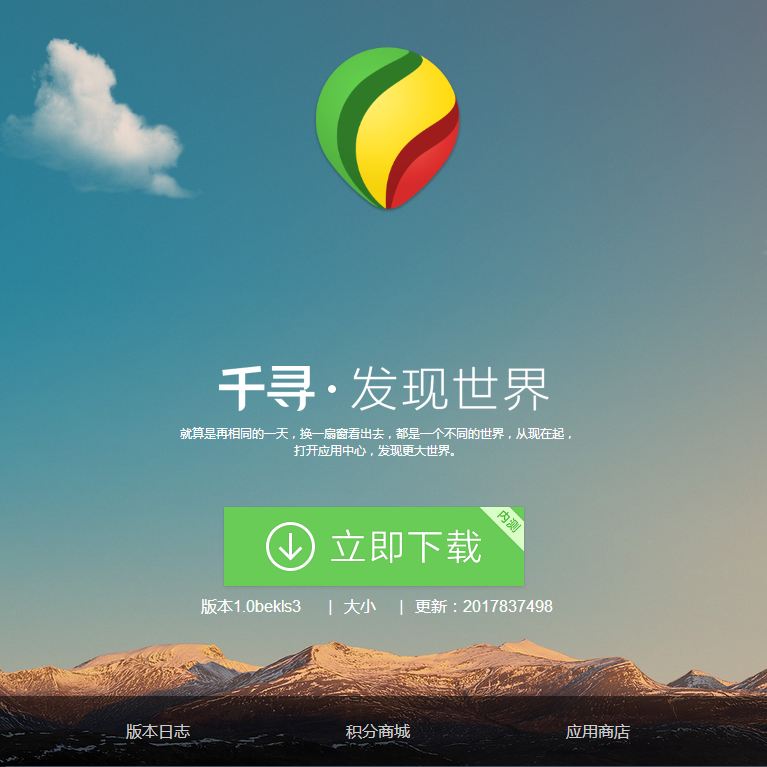 千寻·发现世界
就算是再相同的一天，换一扇窗看出去，都是一个不同的世界，从现在起，
打开应用中心，发现更大世界。
立即下载
内测
版本1.0bekls3 | 大小 | 更新：2017837498
版本日志 积分商城 应用商店